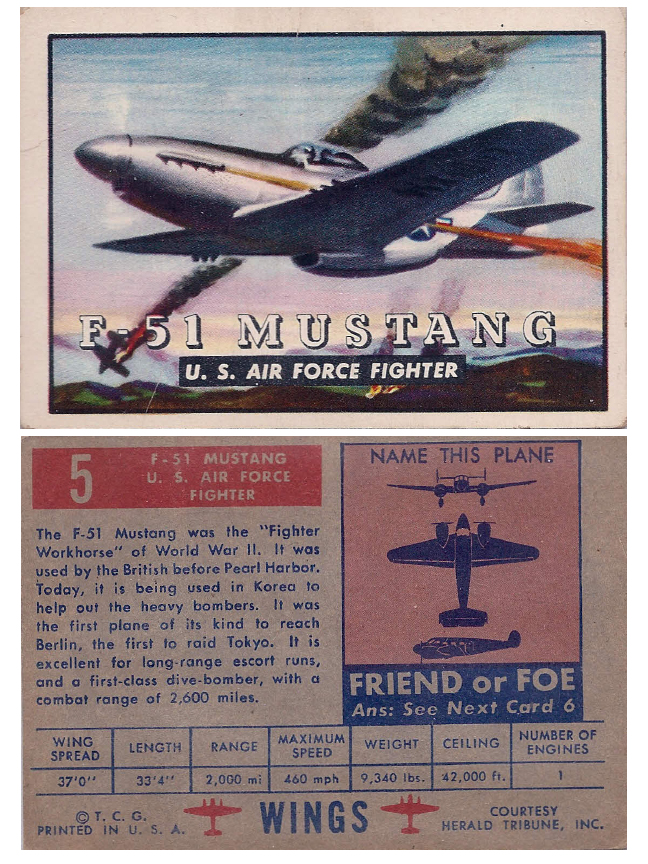 F-51 MUSTANG
U. S. AIR FORCE FIGHTER
5
F-51 MUSTANG
U. S. AIR FORCE
FIGHTER
The F-51 Mustang was the "Fighter
Workhorse" of World War II. It was
used by the British before Pearl Harbor.
Today, it is being used in Korea to
help out the heavy bombers. It was
the first plane of its kind to reach
Berlin, the first to raid Tokyo. It is
excellent for long-range escort runs,
and a first-class dive-bomber, with a
combat range of 2,600 miles.
NAME THIS PLANE
FRIEND or FOE
Ans: See Next Card 6
WING SPREAD LENGTH RANGE MAXIMUM SPEED WEIGHT CEILING NUMBER OF ENGINES
37'0" 33'4" 2,000 mi 460 mph 9,340 lbs. 42,000 ft. 1
© T. C. G.
PRINTED IN U. S. A.
WINGS
COURTESY
HERALD TRIBUNE, INC.